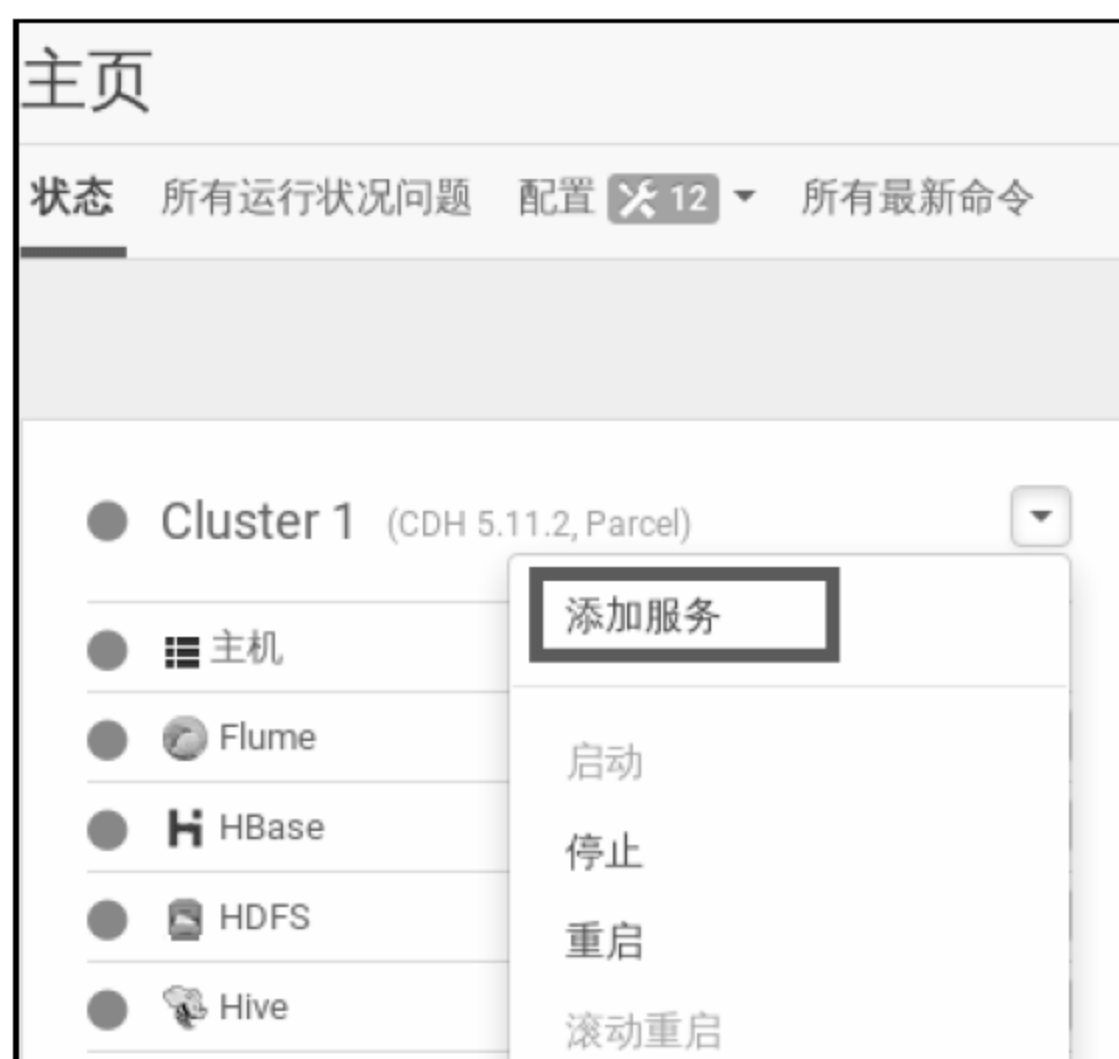 主页
状态 所有运行状况问题 配置 12 所有最新命令
Cluster 1 (CDH 5.11.2, Parcel)
添加服务
主机
Flume
启动
HBase
停止
HDFS
重启
Hive
滚动重启